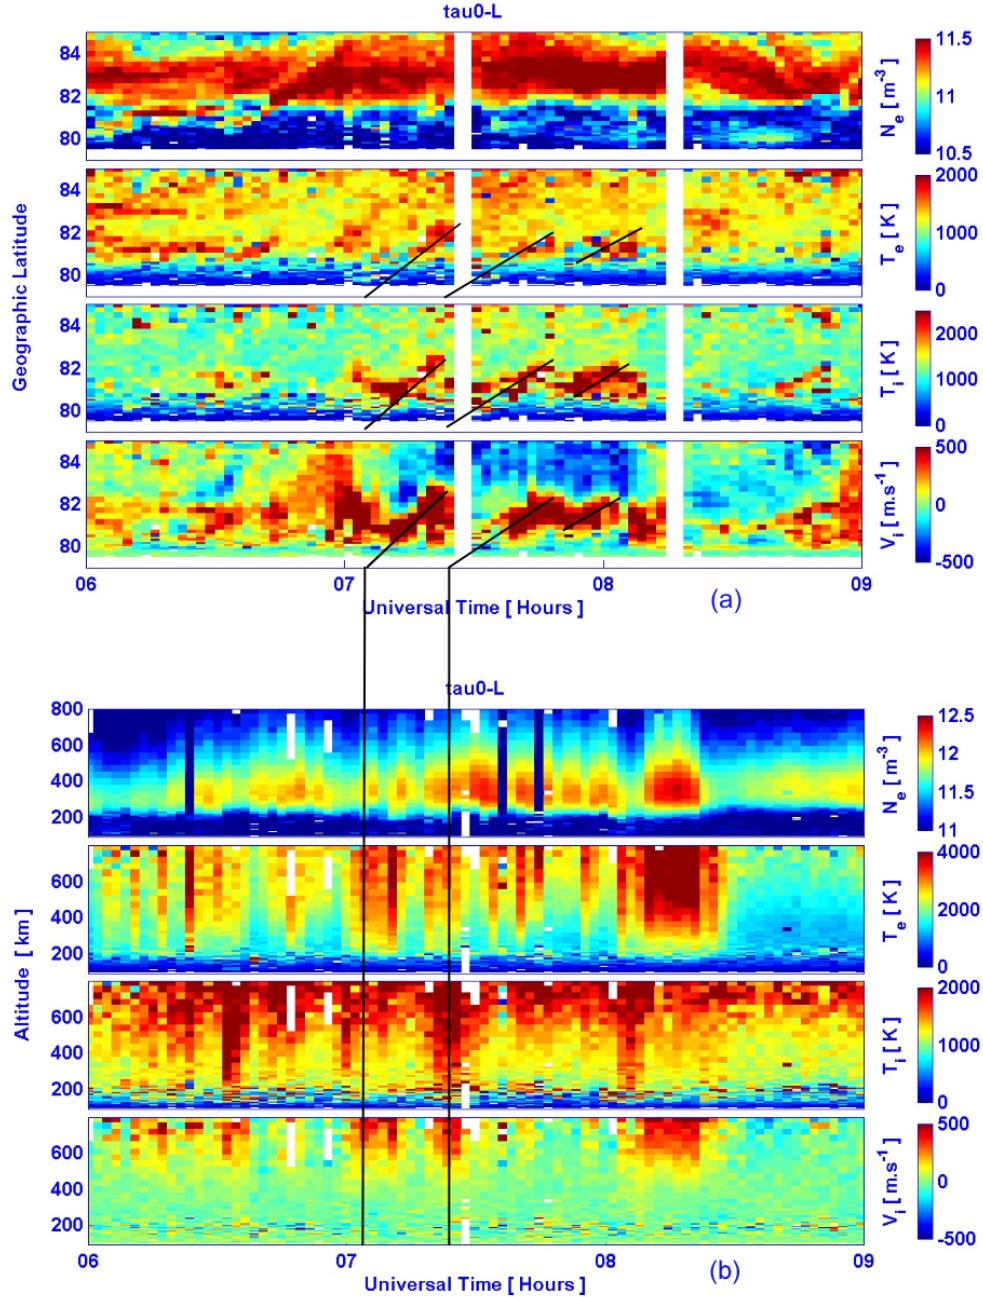 tau0-L
84
82
80
11.5
11
10.5
N_e [ m^-3 ]
84
82
80
2000
1000
0
T_e [ K ]
84
82
80
2000
1000
0
T_i [ K ]
84
82
80
500
0
-500
V_i [ m.s^-1 ]
Geographic Latitude
06 07 08 09
Universal Time [ Hours ]
(a)
tau0-L
800
600
400
200
12.5
12
11.5
11
N_e [ m^-3 ]
600
400
200
4000
2000
0
T_e [ K ]
600
400
200
2000
1000
0
T_i [ K ]
600
400
200
500
0
-500
V_i [ m.s^-1 ]
Altitude [ km ]
06 07 08 09
Universal Time [ Hours ]
(b)